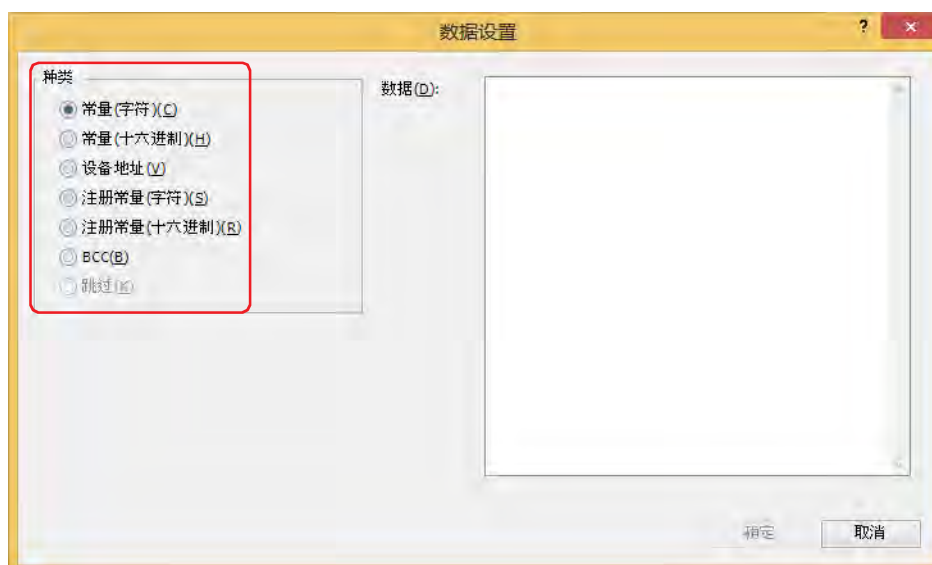 数据设置
?
×
种类
常量(字符)(C)
常量(十六进制)(H)
设备地址(V)
注册常量(字符)(S)
注册常量(十六进制)(R)
BCC(B)
跳过(K)
数据(D):
确定
取消